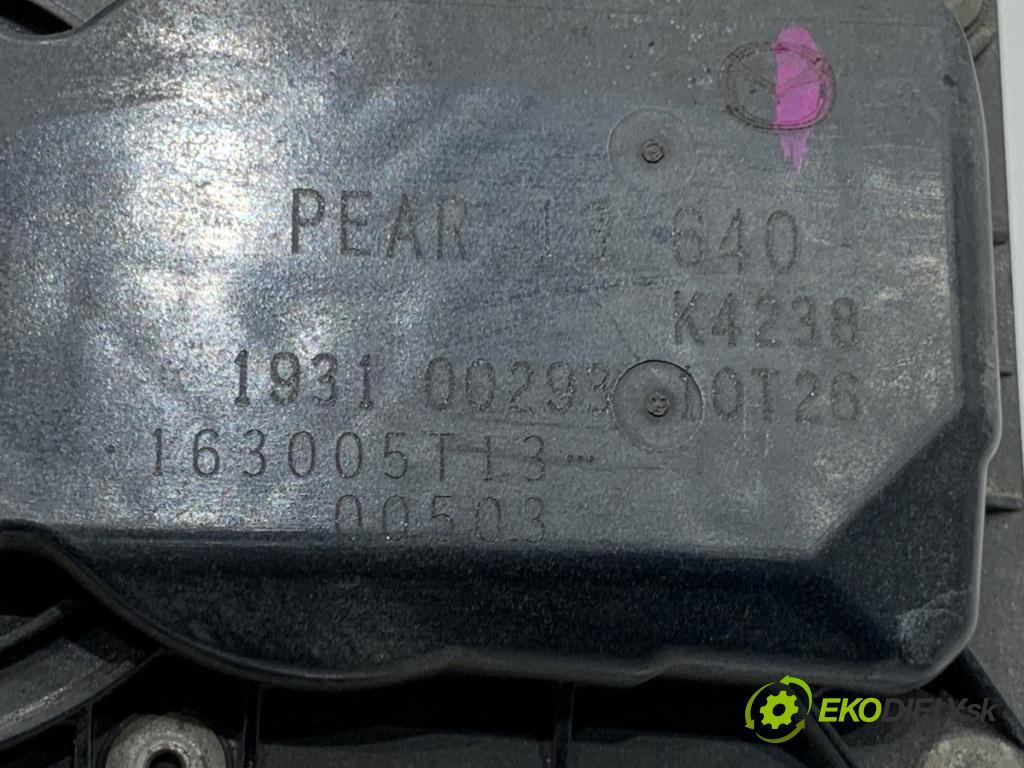 PEAR 13 640
K4238
1931 00293 10T26
163005T13
00503
EKODIELY.sk